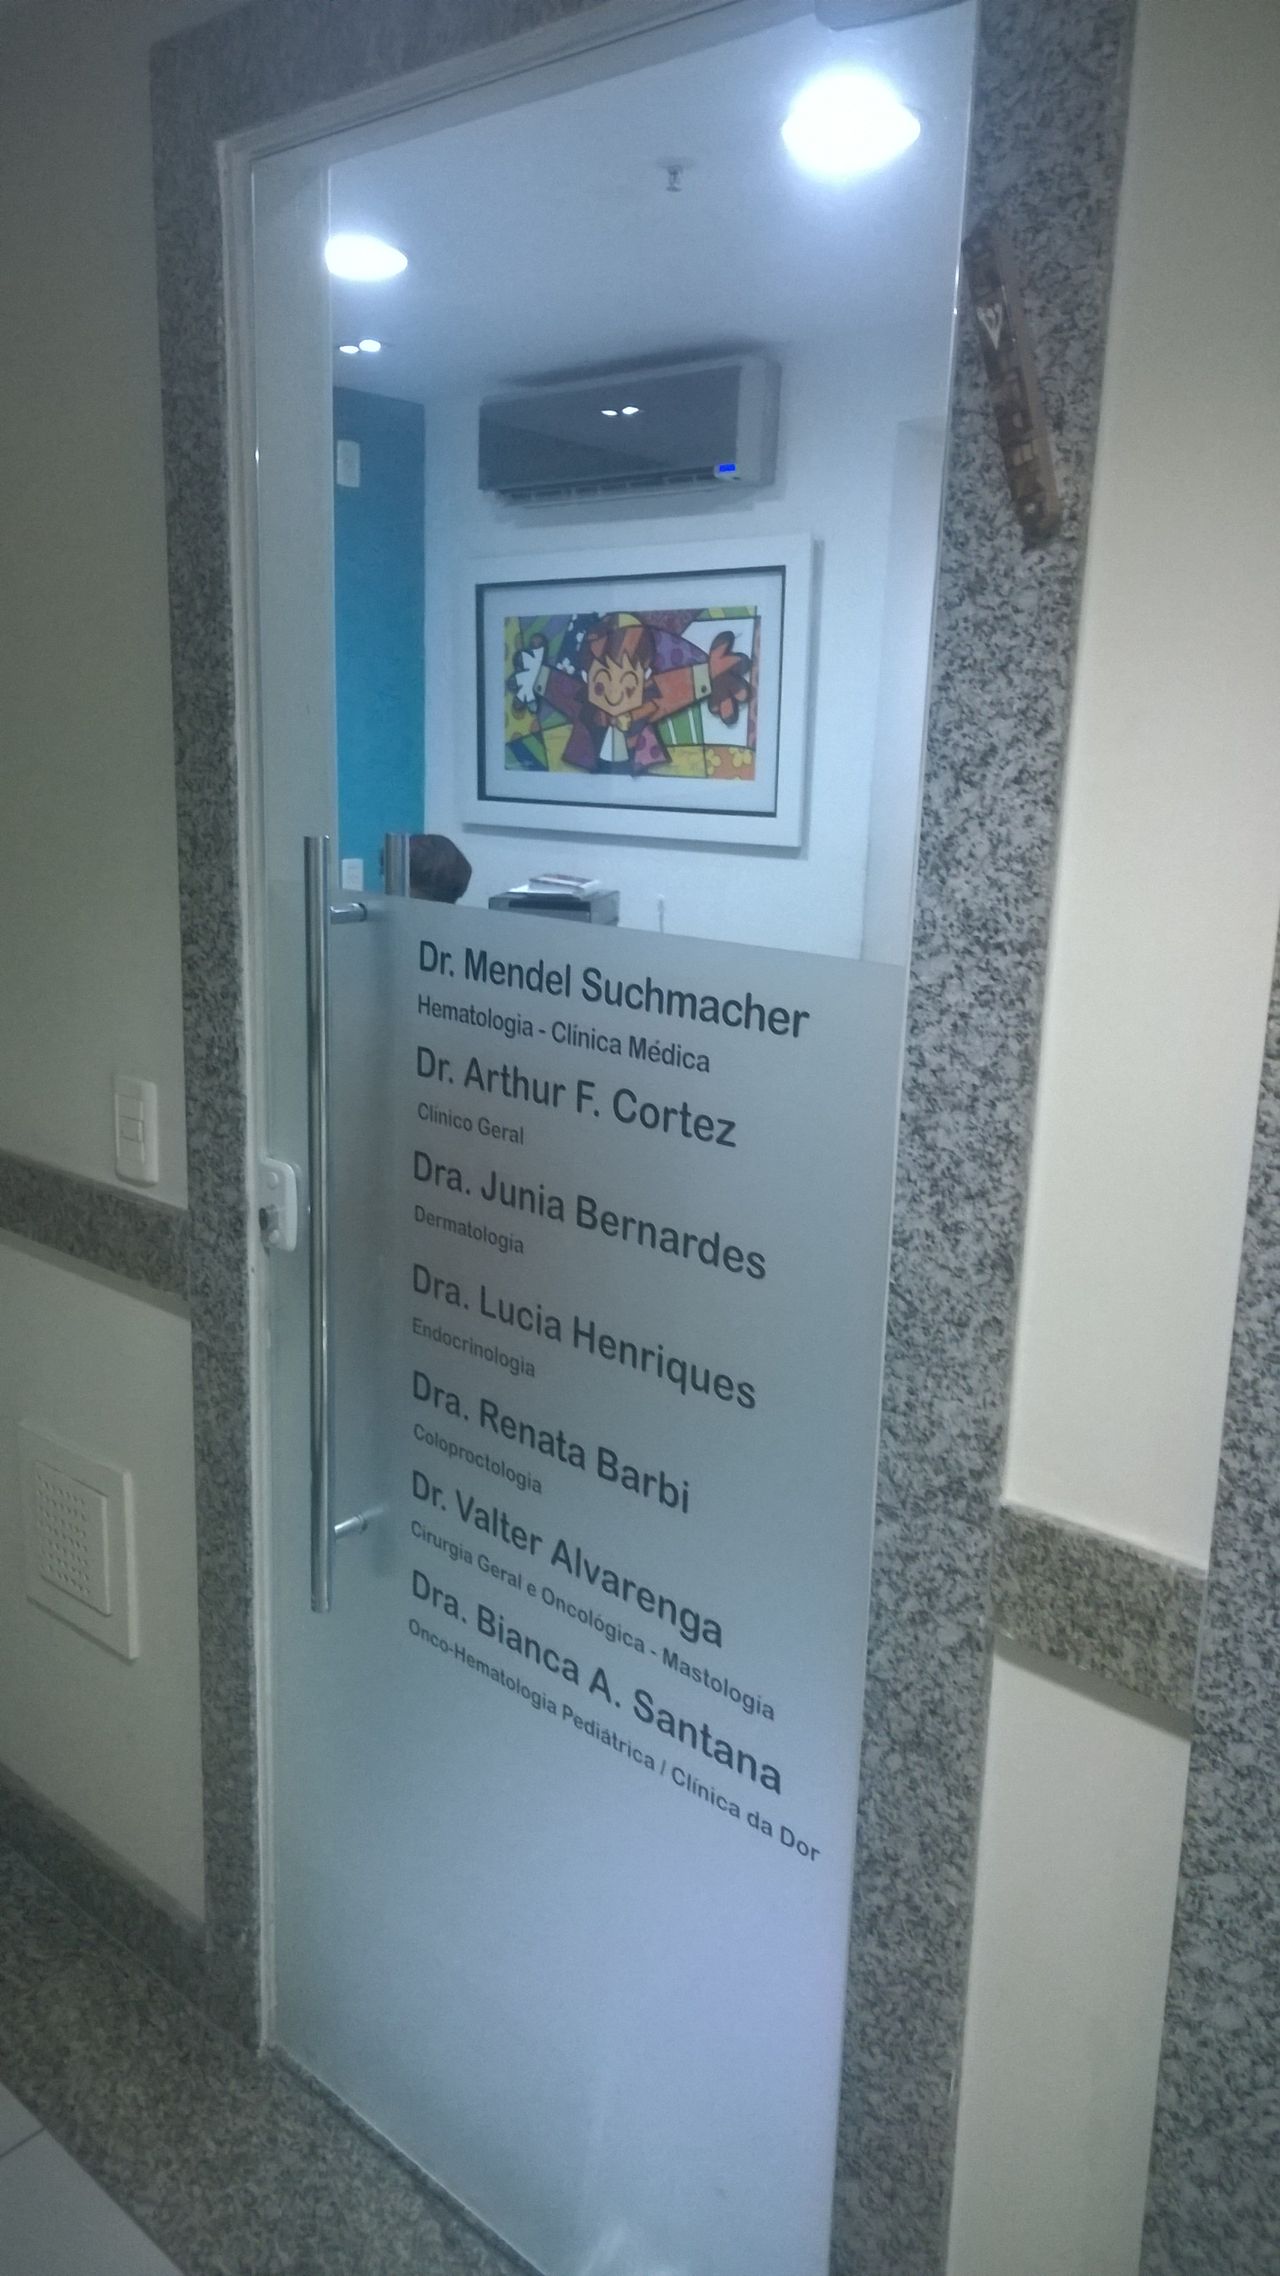 Dr. Mendel Suchmacher
Hematologia - Clínica Médica
Dr. Arthur F. Cortez
Clínico Geral
Dra. Junia Bernardes
Dermatologia
Dra. Lucia Henriques
Endocrinologia
Dra. Renata Barbi
Coloproctologia
Dr. Valter Alvarenga
Cirurgia Geral e Oncológica - Mastologia
Dra. Bianca A. Santana
Onco-Hematologia Pediátrica / Clínica da Dor